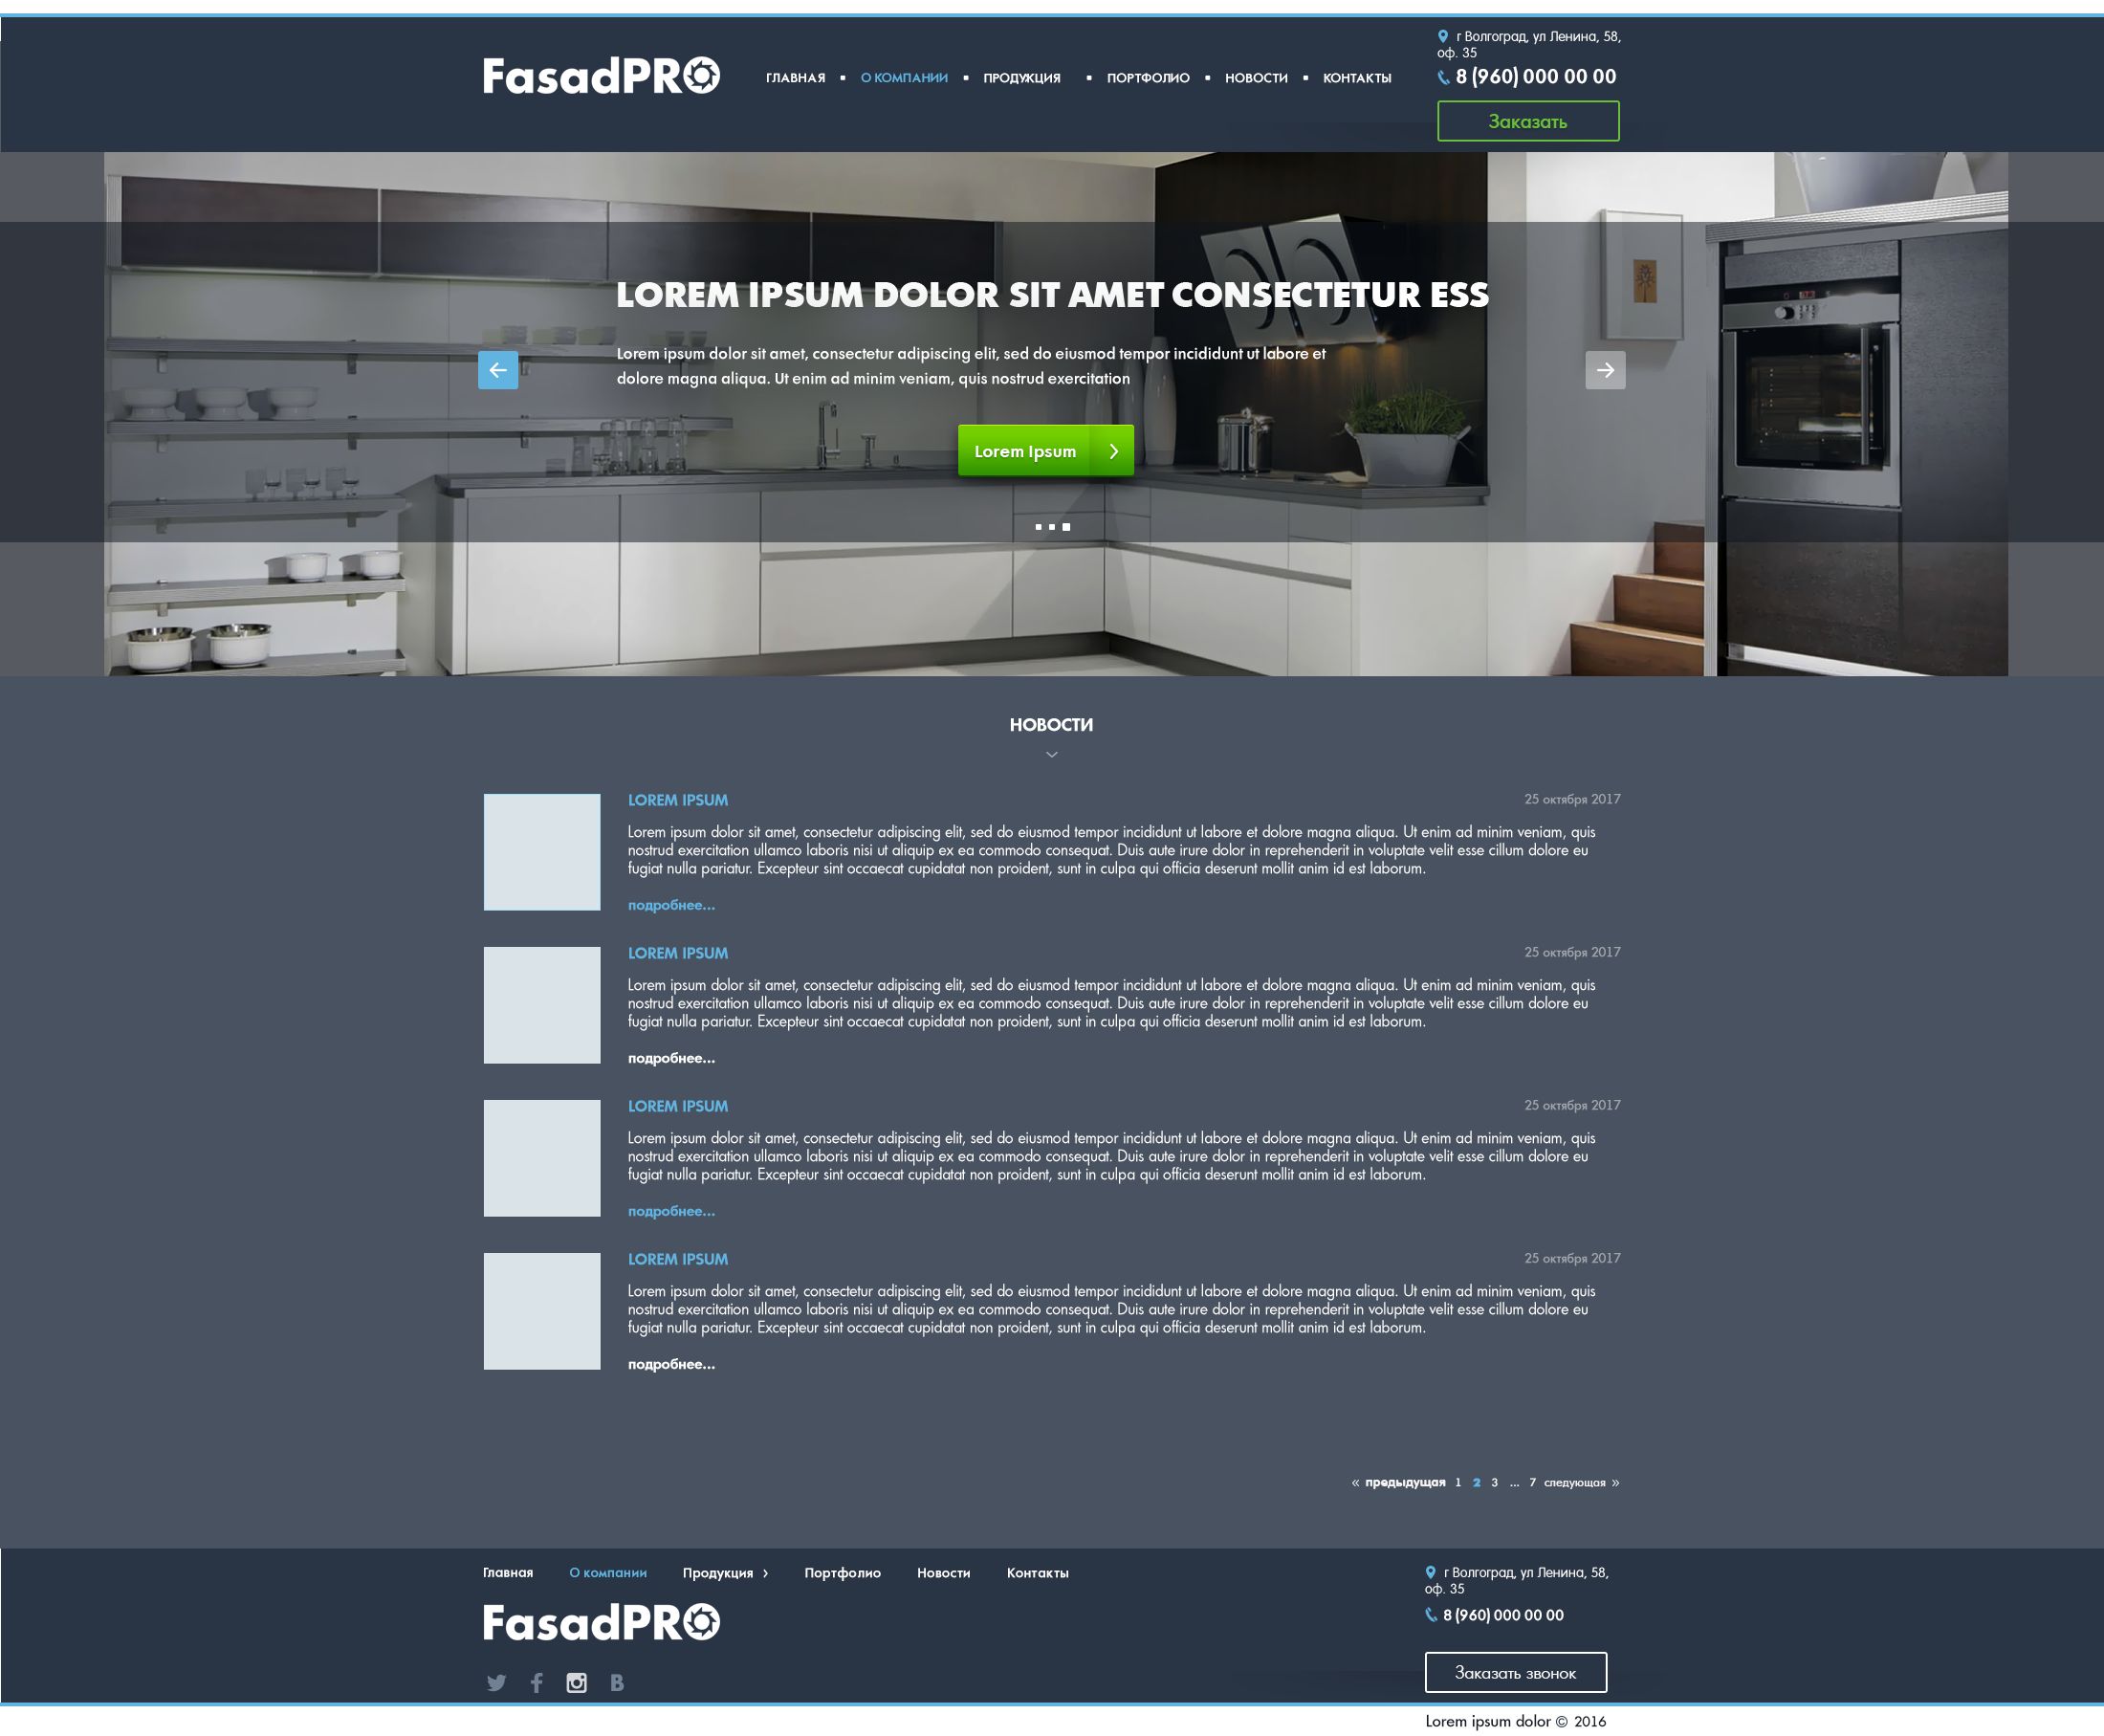 г Волгоград, ул Ленина, 58,
оф. 35
FasadPRO
ГЛАВНАЯ ▪ О КОМПАНИИ ▪ ПРОДУКЦИЯ ▪ ПОРТФОЛИО ▪ НОВОСТИ ▪ КОНТАКТЫ
8 (960) 000 00 00
Заказать
LOREM IPSUM DOLOR SIT AMET CONSECTETUR ESS
Lorem ipsum dolor sit amet, consectetur adipiscing elit, sed do eiusmod tempor incididunt ut labore et
dolore magna aliqua. Ut enim ad minim veniam, quis nostrud exercitation
Lorem Ipsum
НОВОСТИ
LOREM IPSUM 25 октября 2017
Lorem ipsum dolor sit amet, consectetur adipiscing elit, sed do eiusmod tempor incididunt ut labore et dolore magna aliqua. Ut enim ad minim veniam, quis
nostrud exercitation ullamco laboris nisi ut aliquip ex ea commodo consequat. Duis aute irure dolor in reprehenderit in voluptate velit esse cillum dolore eu
fugiat nulla pariatur. Excepteur sint occaecat cupidatat non proident, sunt in culpa qui officia deserunt mollit anim id est laborum.
подробнее...
LOREM IPSUM 25 октября 2017
Lorem ipsum dolor sit amet, consectetur adipiscing elit, sed do eiusmod tempor incididunt ut labore et dolore magna aliqua. Ut enim ad minim veniam, quis
nostrud exercitation ullamco laboris nisi ut aliquip ex ea commodo consequat. Duis aute irure dolor in reprehenderit in voluptate velit esse cillum dolore eu
fugiat nulla pariatur. Excepteur sint occaecat cupidatat non proident, sunt in culpa qui officia deserunt mollit anim id est laborum.
подробнее...
LOREM IPSUM 25 октября 2017
Lorem ipsum dolor sit amet, consectetur adipiscing elit, sed do eiusmod tempor incididunt ut labore et dolore magna aliqua. Ut enim ad minim veniam, quis
nostrud exercitation ullamco laboris nisi ut aliquip ex ea commodo consequat. Duis aute irure dolor in reprehenderit in voluptate velit esse cillum dolore eu
fugiat nulla pariatur. Excepteur sint occaecat cupidatat non proident, sunt in culpa qui officia deserunt mollit anim id est laborum.
подробнее...
LOREM IPSUM 25 октября 2017
Lorem ipsum dolor sit amet, consectetur adipiscing elit, sed do eiusmod tempor incididunt ut labore et dolore magna aliqua. Ut enim ad minim veniam, quis
nostrud exercitation ullamco laboris nisi ut aliquip ex ea commodo consequat. Duis aute irure dolor in reprehenderit in voluptate velit esse cillum dolore eu
fugiat nulla pariatur. Excepteur sint occaecat cupidatat non proident, sunt in culpa qui officia deserunt mollit anim id est laborum.
подробнее...
« предыдущая 1 2 3 ... 7 следующая »
Главная О компании Продукция › Портфолио Новости Контакты
г Волгоград, ул Ленина, 58,
оф. 35
FasadPRO
8 (960) 000 00 00
Заказать звонок
Lorem ipsum dolor © 2016